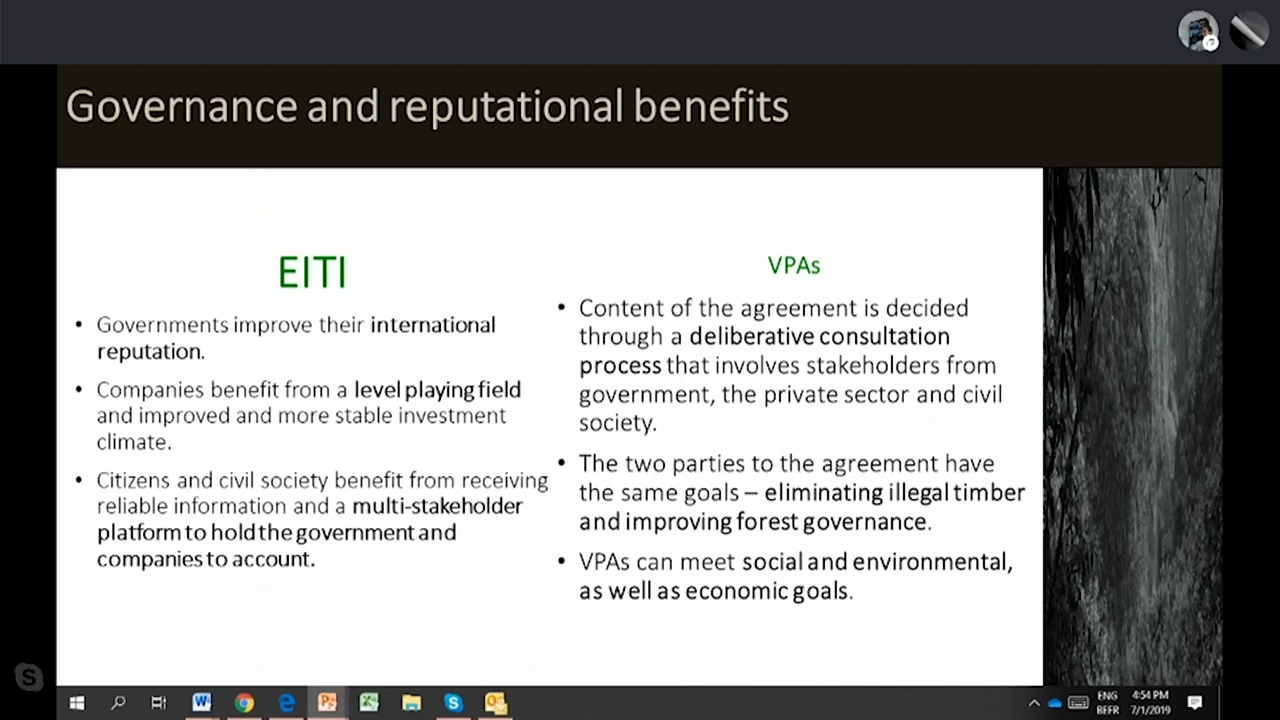 Governance and reputational benefits
EITI
• Governments improve their international
reputation.
• Companies benefit from a level playing field
and improved and more stable investment
climate.
• Citizens and civil society benefit from receiving
reliable information and a multi-stakeholder
platform to hold the government and
companies to account.
VPAs
• Content of the agreement is decided
through a deliberative consultation
process that involves stakeholders from
government, the private sector and civil
society.
• The two parties to the agreement have
the same goals – eliminating illegal timber
and improving forest governance.
• VPAs can meet social and environmental,
as well as economic goals.
ENG
BEFR
4:54 PM
7/1/2019